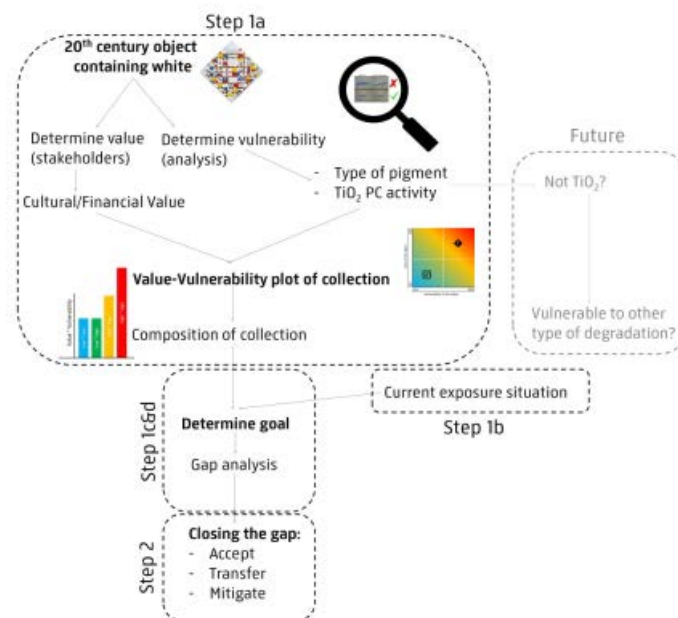 Step 1a
20th century object
containing white
Determine value
(stakeholders)
Determine vulnerability
(analysis)
- Type of pigment
- TiO2 PC activity
Cultural/Financial Value
Value-Vulnerability plot of collection
Composition of collection
Future
Not TiO2?
Vulnerable to other
type of degradation?
Current exposure situation
Step 1b
Step 1c&d
Determine goal
Gap analysis
Step 2
Closing the gap:
- Accept
- Transfer
- Mitigate